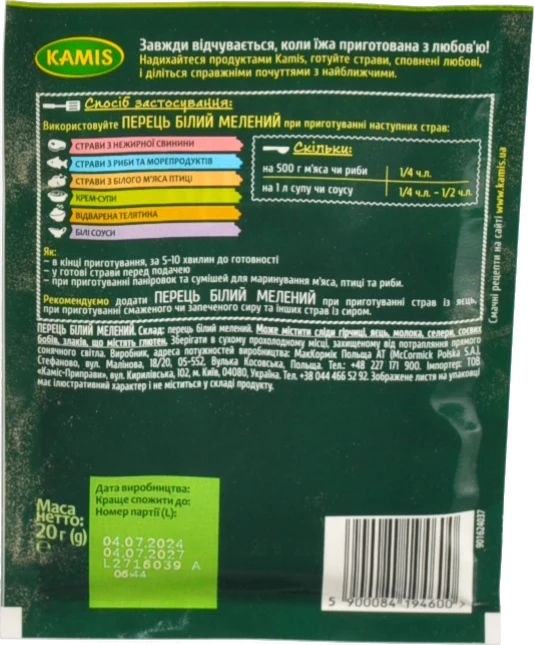 KAMIS
Завжди відчувається, коли їжа приготована з любов'ю!
Надихайтеся продуктами Kamis, готуйте страви, сповнені любові,
і діліться справжніми почуттями з найближчими.
Спосіб застосування:
Використовуйте ПЕРЕЦЬ БІЛИЙ МЕЛЕНИЙ при приготуванні наступних страв:
СТРАВИ З НЕЖИРНОЇ СВИНИНИ
СТРАВИ З РИБИ ТА МОРЕПРОДУКТІВ
СТРАВИ З БІЛОГО М'ЯСА ПТИЦІ
КРЕМ-СУПИ
ВІДВАРЕНА ТЕЛЯТИНА
БІЛІ СОУСИ
Скільки:
на 500 г м'яса чи риби 1/4 ч.л.
на 1 л супу чи соусу 1/4 ч.л. - 1/2 ч.л.
Як:
– в кінці приготування, за 5-10 хвилин до готовності
– у готові страви перед подачею
– при приготуванні паніровок та сумішей для маринування м'яса, птиці та риби.
Рекомендуємо додати ПЕРЕЦЬ БІЛИЙ МЕЛЕНИЙ при приготуванні страв із яєць,
при приготуванні смаженого чи запеченого сиру та інших страв із сиром.
Смачні рецепти на сайті www.kamis.ua
ПЕРЕЦЬ БІЛИЙ МЕЛЕНИЙ. Склад: перець білий мелений. Може містити сліди гірчиці, яєць, молока, селери, соєвих
бобів, злаків, що містять глютен. Зберігати в сухому прохолодному місці, захищеному від потрапляння прямого
сонячного світла. Виробник, адреса потужностей виробництва: МакКормік Польща АТ (McCormick Polska S.A.),
Стефаново, вул. Малінова, 18/20, 05-552, Вулька Косовська, Польща. Тел.: +48 227 171 900. Імпортер: ТОВ
«Каміс-Приправи», вул. Кирилівська, 102, м. Київ, 04080, Україна. Тел. +38 044 466 52 92. Зображене листя на упаковці
має ілюстративний характер і не міститься у складі продукту.
Дата виробництва:
Краще спожити до:
Номер партії (L):
04.07.2024
04.07.2027
L2716039 A
06:44
Маса
нетто:
20 г (g)
℮
901624037
5 900084 194600 >